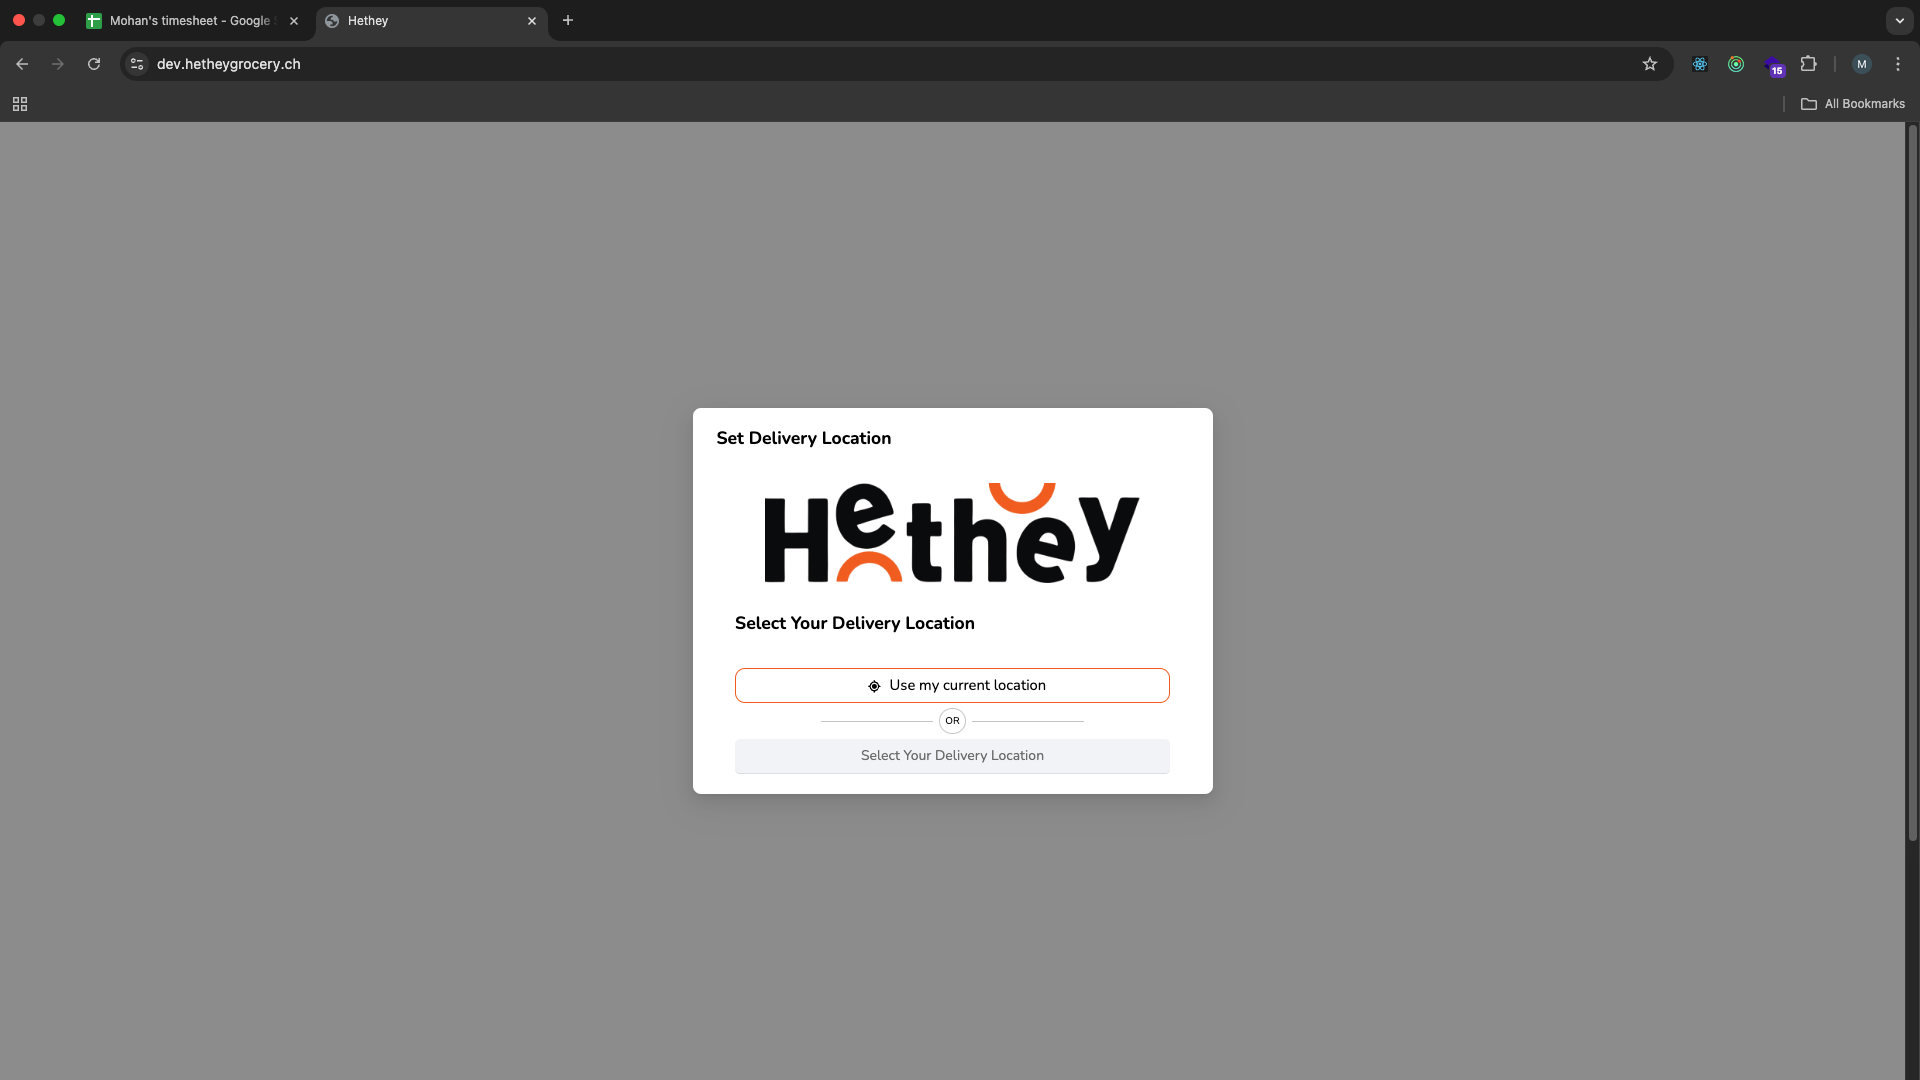 Mohan's timesheet - Google
Hethey
dev.hetheygrocery.ch
15
M
All Bookmarks
Set Delivery Location
Hethey
Select Your Delivery Location
Use my current location
OR
Select Your Delivery Location